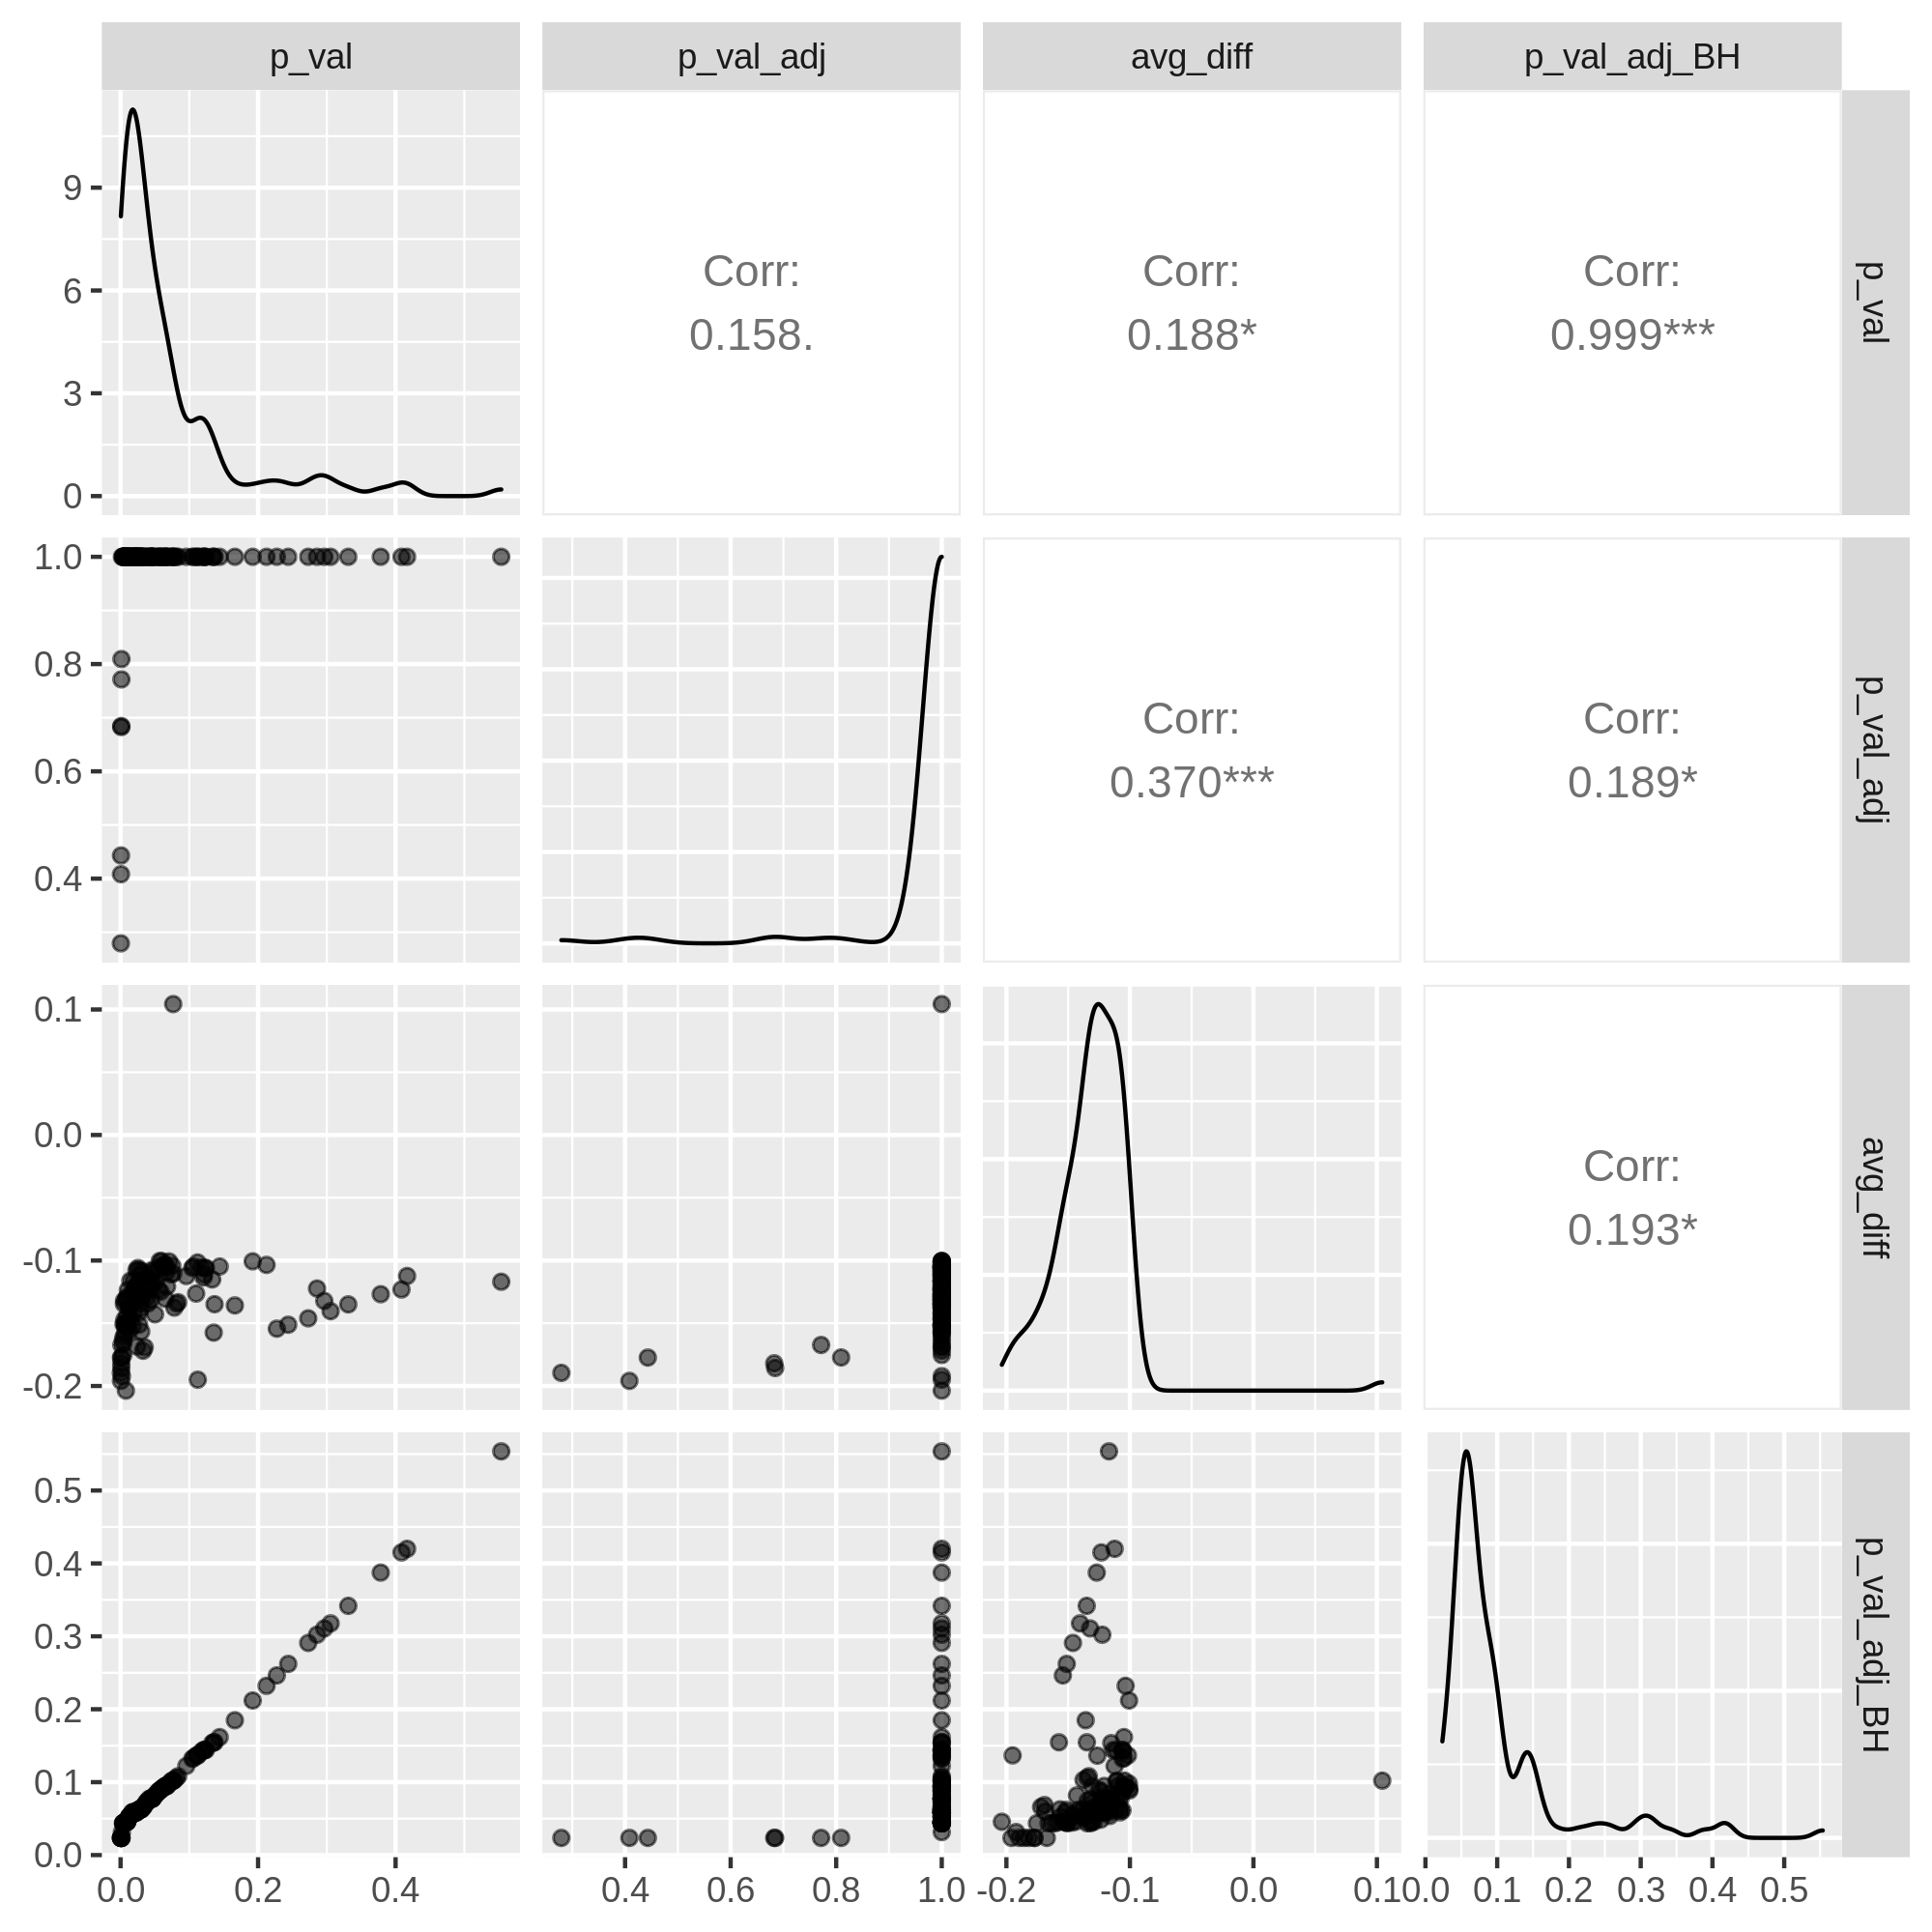 p_val p_val_adj avg_diff p_val_adj_BH
9
6
3
0
Corr:
0.158.
Corr:
0.188*
Corr:
0.999***
p_val
1.0
0.8
0.6
0.4
Corr:
0.370***
Corr:
0.189*
p_val_adj
0.1
0.0
-0.1
-0.2
Corr:
0.193*
avg_diff
0.5
0.4
0.3
0.2
0.1
0.0
p_val_adj_BH
0.0 0.2 0.4 0.4 0.6 0.8 1.0 -0.2 -0.1 0.0 0.1 0.0 0.1 0.2 0.3 0.4 0.5